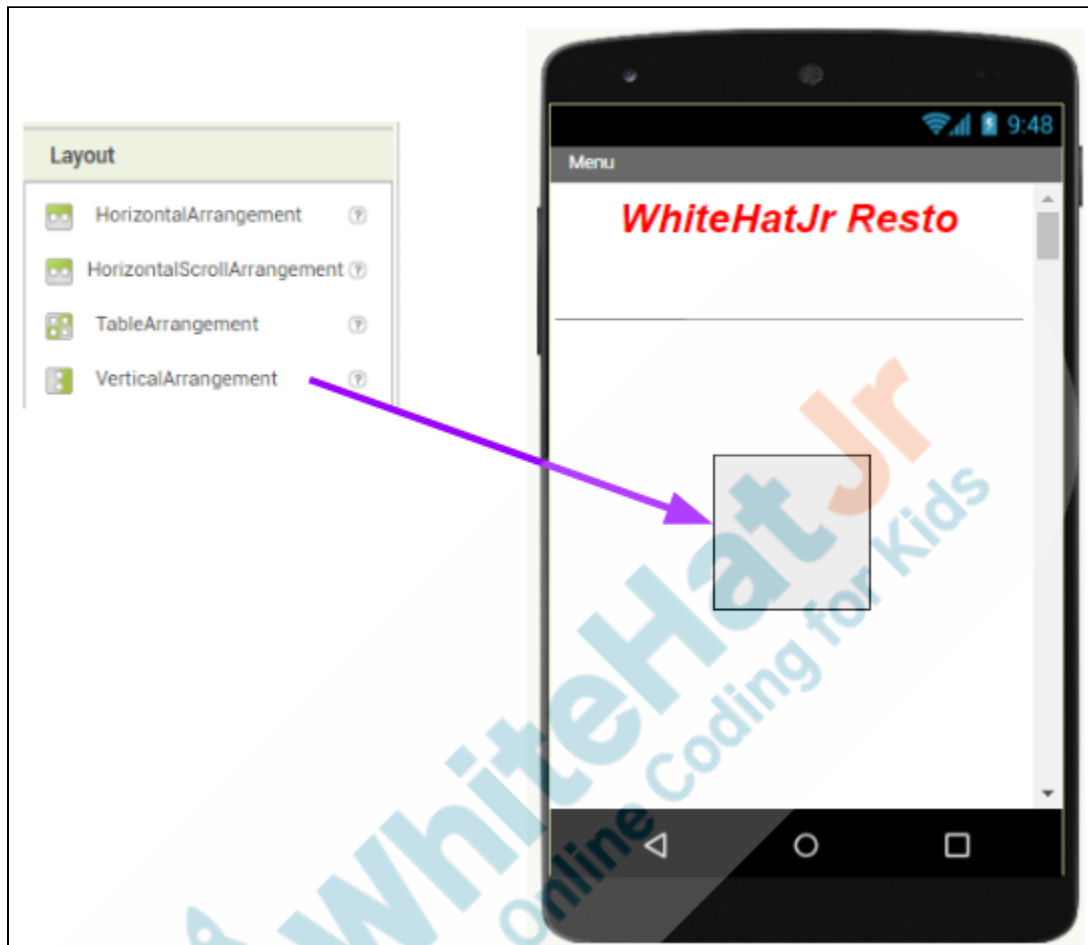 Layout
HorizontalArrangement ?
HorizontalScrollArrangement ?
TableArrangement ?
VerticalArrangement ?
9:48
Menu
WhiteHatJr Resto
WhiteHat Jr
Online Coding for Kids